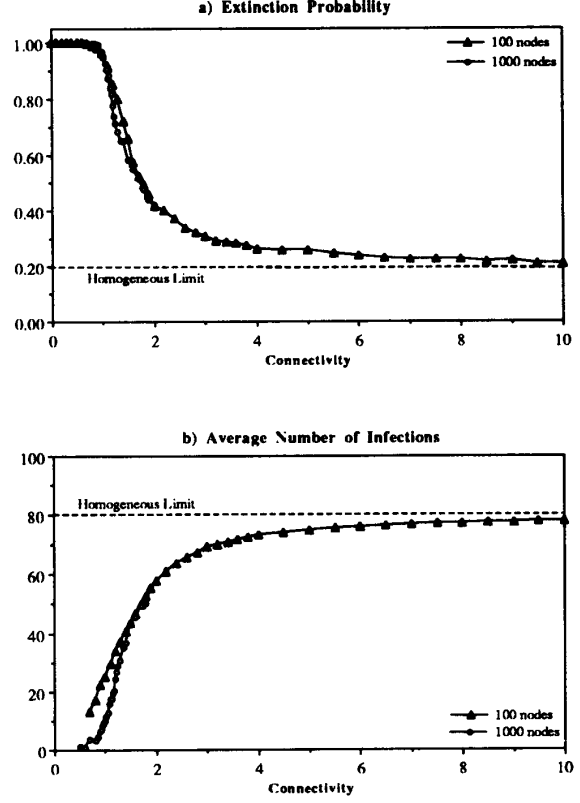 a) Extinction Probability
1.00
0.80
0.60
0.40
0.20
0.00
100 nodes
1000 nodes
Homogeneous Limit
0 2 4 6 8 10
Connectivity
b) Average Number of Infections
100
80
60
40
20
0
Homogeneous Limit
100 nodes
1000 nodes
0 2 4 6 8 10
Connectivity